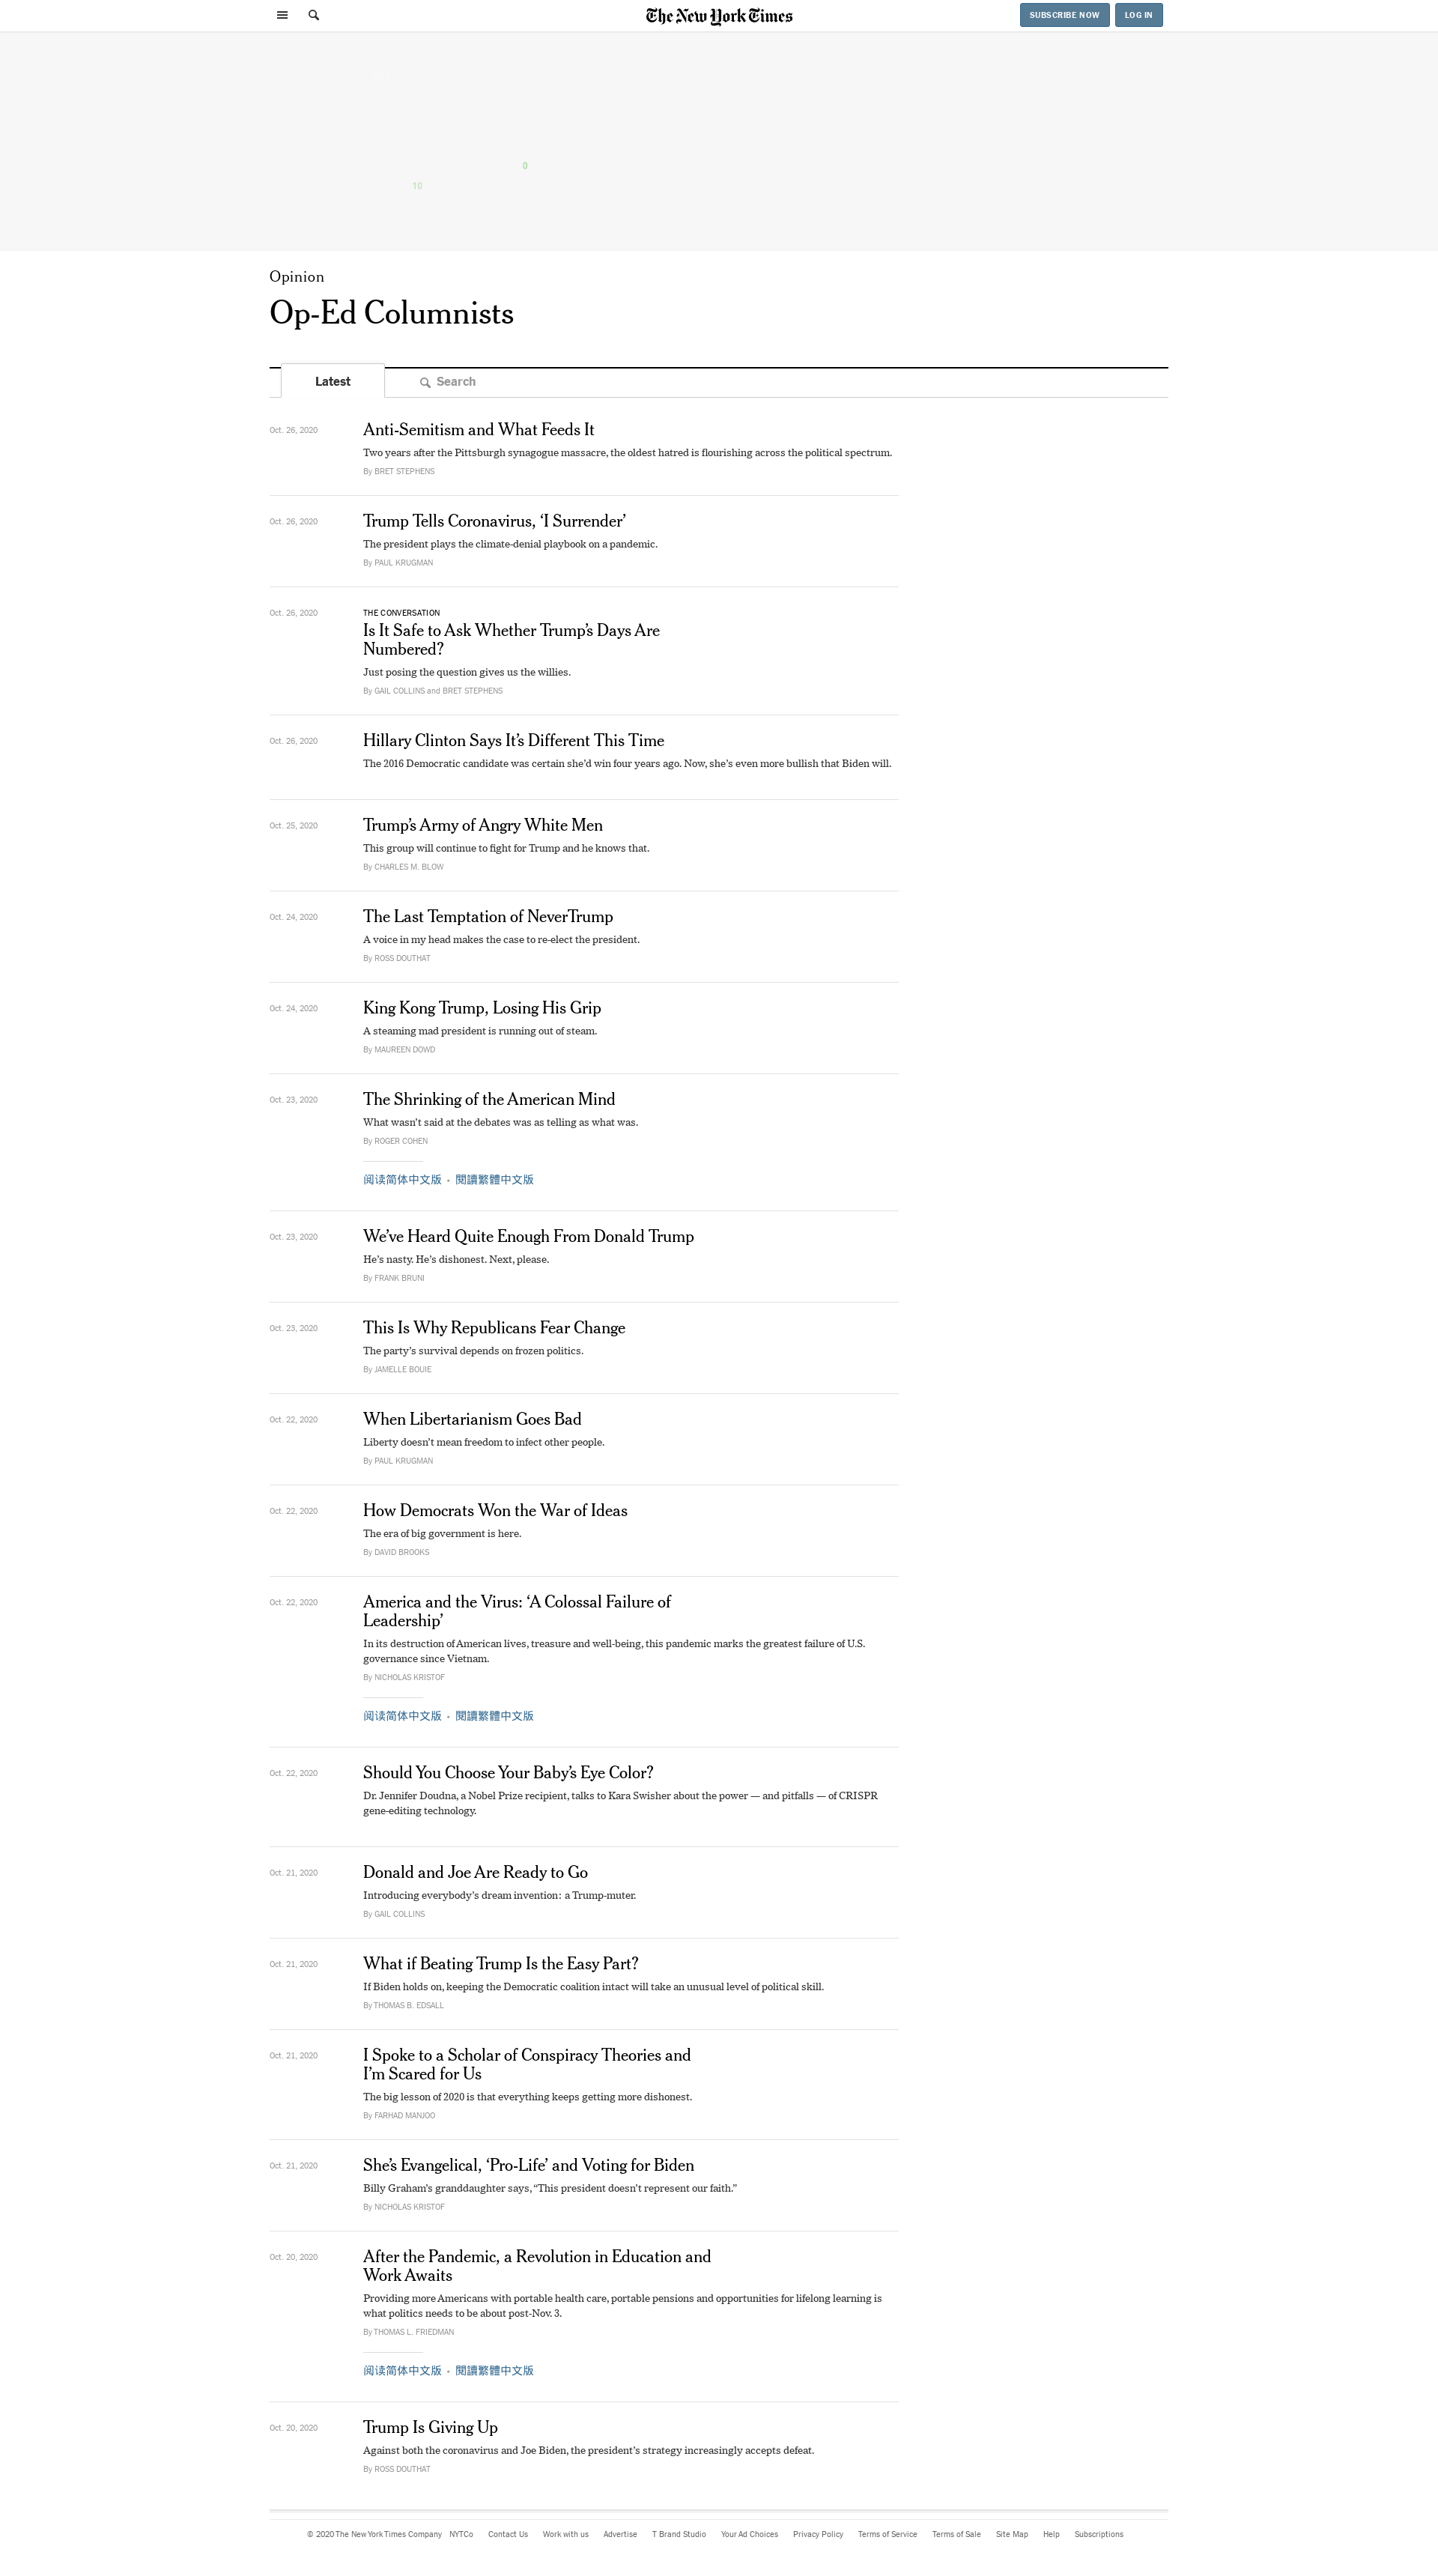 The New York Times
SUBSCRIBE NOW
LOG IN
0
10
Opinion
Op-Ed Columnists
Latest
Search
Oct. 26, 2020
Anti-Semitism and What Feeds It
Two years after the Pittsburgh synagogue massacre, the oldest hatred is flourishing across the political spectrum.
By BRET STEPHENS
Oct. 26, 2020
Trump Tells Coronavirus, ‘I Surrender’
The president plays the climate-denial playbook on a pandemic.
By PAUL KRUGMAN
Oct. 26, 2020
THE CONVERSATION
Is It Safe to Ask Whether Trump’s Days Are
Numbered?
Just posing the question gives us the willies.
By GAIL COLLINS and BRET STEPHENS
Oct. 26, 2020
Hillary Clinton Says It’s Different This Time
The 2016 Democratic candidate was certain she’d win four years ago. Now, she’s even more bullish that Biden will.
Oct. 25, 2020
Trump’s Army of Angry White Men
This group will continue to fight for Trump and he knows that.
By CHARLES M. BLOW
Oct. 24, 2020
The Last Temptation of NeverTrump
A voice in my head makes the case to re-elect the president.
By ROSS DOUTHAT
Oct. 24, 2020
King Kong Trump, Losing His Grip
A steaming mad president is running out of steam.
By MAUREEN DOWD
Oct. 23, 2020
The Shrinking of the American Mind
What wasn’t said at the debates was as telling as what was.
By ROGER COHEN
阅读简体中文版 • 閱讀繁體中文版
Oct. 23, 2020
We’ve Heard Quite Enough From Donald Trump
He’s nasty. He’s dishonest. Next, please.
By FRANK BRUNI
Oct. 23, 2020
This Is Why Republicans Fear Change
The party’s survival depends on frozen politics.
By JAMELLE BOUIE
Oct. 22, 2020
When Libertarianism Goes Bad
Liberty doesn’t mean freedom to infect other people.
By PAUL KRUGMAN
Oct. 22, 2020
How Democrats Won the War of Ideas
The era of big government is here.
By DAVID BROOKS
Oct. 22, 2020
America and the Virus: ‘A Colossal Failure of
Leadership’
In its destruction of American lives, treasure and well-being, this pandemic marks the greatest failure of U.S.
governance since Vietnam.
By NICHOLAS KRISTOF
阅读简体中文版 • 閱讀繁體中文版
Oct. 22, 2020
Should You Choose Your Baby’s Eye Color?
Dr. Jennifer Doudna, a Nobel Prize recipient, talks to Kara Swisher about the power — and pitfalls — of CRISPR
gene-editing technology.
Oct. 21, 2020
Donald and Joe Are Ready to Go
Introducing everybody’s dream invention: a Trump-muter.
By GAIL COLLINS
Oct. 21, 2020
What if Beating Trump Is the Easy Part?
If Biden holds on, keeping the Democratic coalition intact will take an unusual level of political skill.
By THOMAS B. EDSALL
Oct. 21, 2020
I Spoke to a Scholar of Conspiracy Theories and
I’m Scared for Us
The big lesson of 2020 is that everything keeps getting more dishonest.
By FARHAD MANJOO
Oct. 21, 2020
She’s Evangelical, ‘Pro-Life’ and Voting for Biden
Billy Graham’s granddaughter says, “This president doesn’t represent our faith.”
By NICHOLAS KRISTOF
Oct. 20, 2020
After the Pandemic, a Revolution in Education and
Work Awaits
Providing more Americans with portable health care, portable pensions and opportunities for lifelong learning is
what politics needs to be about post-Nov. 3.
By THOMAS L. FRIEDMAN
阅读简体中文版 • 閱讀繁體中文版
Oct. 20, 2020
Trump Is Giving Up
Against both the coronavirus and Joe Biden, the president’s strategy increasingly accepts defeat.
By ROSS DOUTHAT
© 2020 The New York Times Company NYTCo Contact Us Work with us Advertise T Brand Studio Your Ad Choices Privacy Policy Terms of Service Terms of Sale Site Map Help Subscriptions